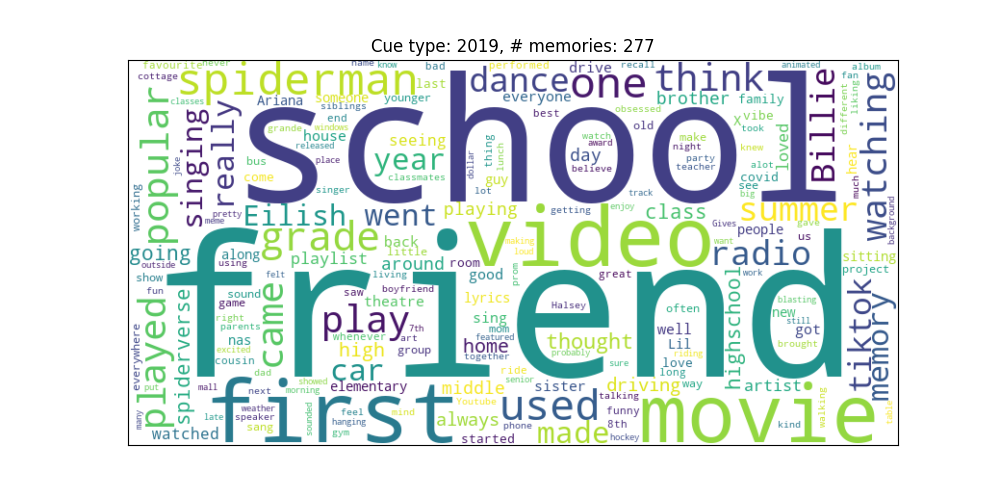 Cue type: 2019, # memories: 277
favourite never name know bad performed drive recall animated album
cottage spiderman last dance one think fan
classes Ariana someone siblings younger everyone brother family different liking
popular joke singing really grande windows released end house place school seeing best obsessed old make X vibe took Billie watching
bus come year classmates thing lunch guy dollar day watch award believe night party teacher loved knew alot covid see big hear much
working meme pretty singer lot track
Eilish went playing getting enjoy class summer Gives gave background
going grade back little video people us
outside along playlist around room making loud want radio sitting
show using felt living good prom great work project
fun game sound boyfriend friend highschool blasting
everywhere played spiderverse right parents nas came saw theatre lyrics Halsey often new still tiktok memory
play 7th sing mom well got brought
cousin excited whenever art group featured thought Lil
dad high home together probably sure love riding long
put mall next showed morning car elementary middle ride senior sister driving way artist
many late weather speaker first sounded feel mind Youtube used talking funny movie walking table
watched sang hanging gym always phone made 8th kind
started hockey